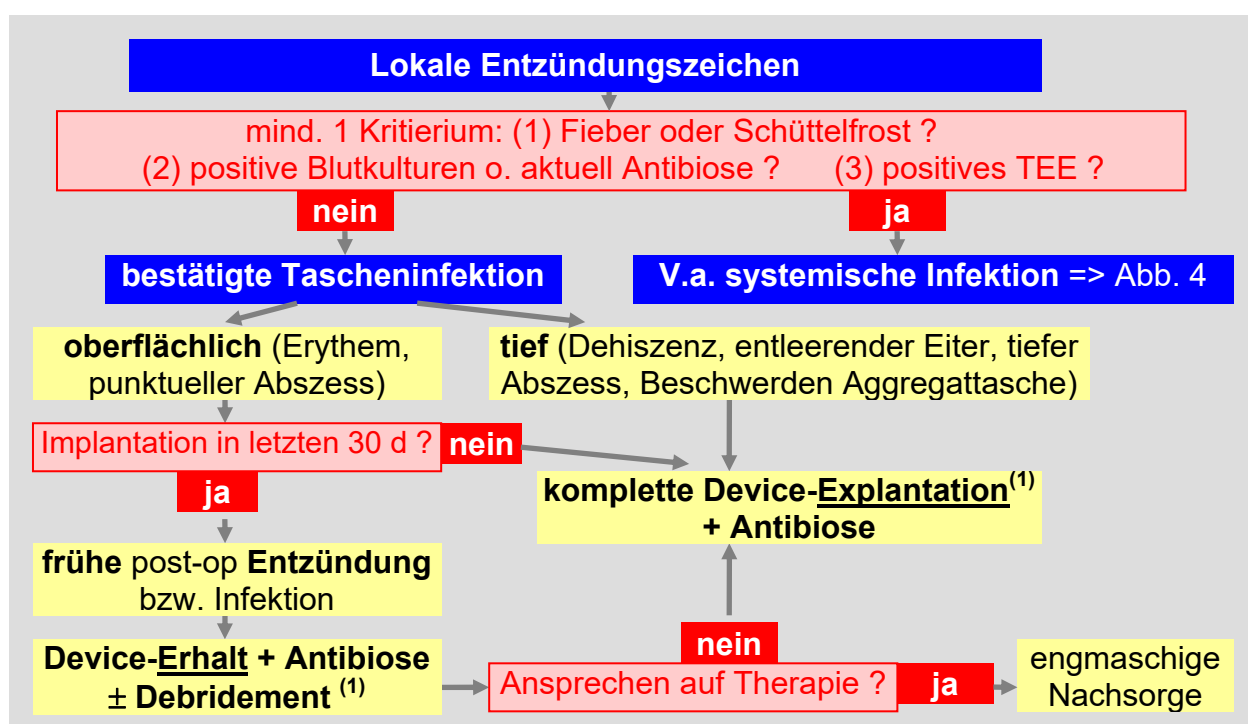 Lokale Entzündungszeichen
mind. 1 Kritierium: (1) Fieber oder Schüttelfrost ?
(2) positive Blutkulturen o. aktuell Antibiose ? (3) positives TEE ?
nein
ja
bestätigte Tascheninfektion
V.a. systemische Infektion => Abb. 4
oberflächlich (Erythem,
punktueller Abszess)
tief (Dehiszenz, entleerender Eiter, tiefer
Abszess, Beschwerden Aggregattasche)
Implantation in letzten 30 d ?
nein
ja
komplette Device-Explantation(1)
+ Antibiose
frühe post-op Entzündung
bzw. Infektion
Device-Erhalt + Antibiose
± Debridement (1)
nein
Ansprechen auf Therapie ?
ja
engmaschige
Nachsorge